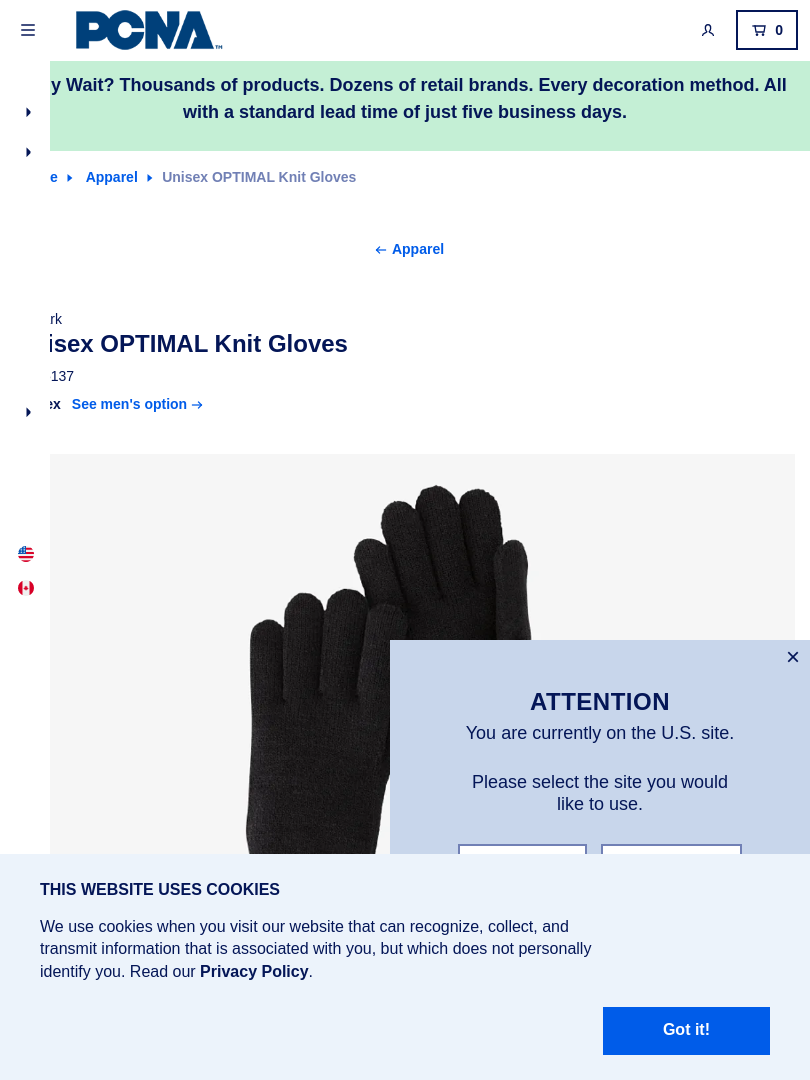 PCNA™
0
y Wait? Thousands of products. Dozens of retail brands. Every decoration method. All
with a standard lead time of just five business days.
e Apparel Unisex OPTIMAL Knit Gloves
Apparel
rk
isex OPTIMAL Knit Gloves
137
ex See men's option
ATTENTION
You are currently on the U.S. site.
Please select the site you would
like to use.
THIS WEBSITE USES COOKIES
We use cookies when you visit our website that can recognize, collect, and
transmit information that is associated with you, but which does not personally
identify you. Read our Privacy Policy.
Got it!